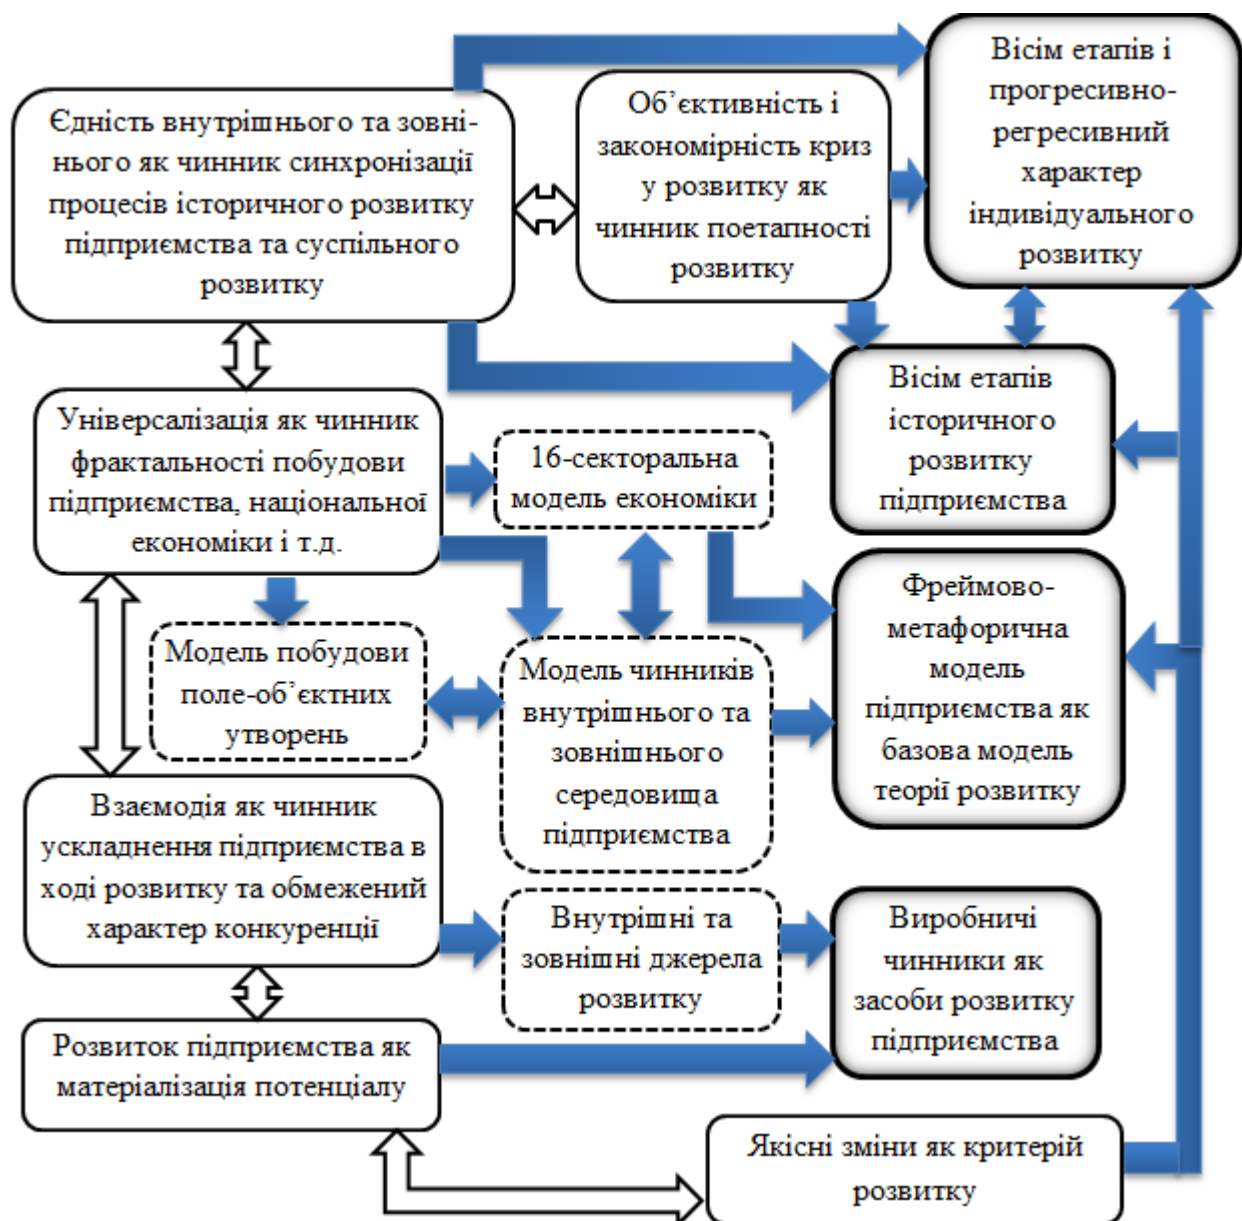 Єдність внутрішнього та зовні-
нього як чинник синхронізації
процесів історичного розвитку
підприємства та суспільного
розвитку
Об’єктивність і
закономірність криз
у розвитку як
чинник поетапності
розвитку
Вісім етапів і
прогресивно-
регресивний
характер
індивідуального
розвитку
Вісім етапів
історичного
розвитку
підприємства
Універсалізація як чинник
фрактальності побудови
підприємства, національної
економіки і т.д.
16-секторальна
модель економіки
Фреймово-
метафорична
модель
підприємства як
базова модель
теорії розвитку
Модель побудови
поле-об’єктних
утворень
Модель чинників
внутрішнього та
зовнішнього
середовища
підприємства
Взаємодія як чинник
ускладнення підприємства в
ході розвитку та обмежений
характер конкуренції
Внутрішні та
зовнішні джерела
розвитку
Виробничі
чинники як
засоби розвитку
підприємства
Розвиток підприємства як
матеріалізація потенціалу
Якісні зміни як критерій
розвитку